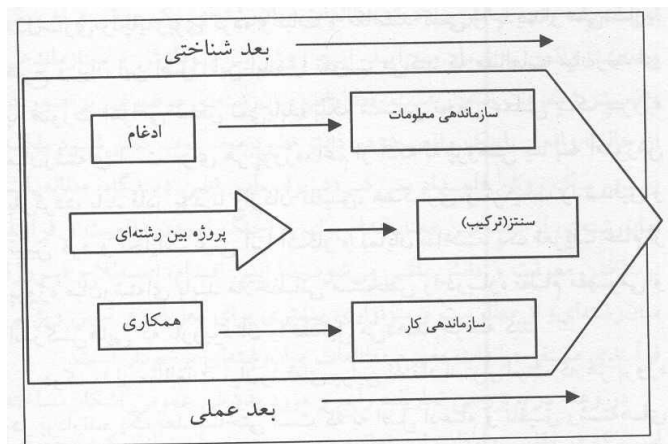 بعد شناختی
سازماندهی معلومات
ادغام
سنتز(ترکیب)
پروژه بین رشته‌ای
همکاری
سازماندهی کار
بعد عملی